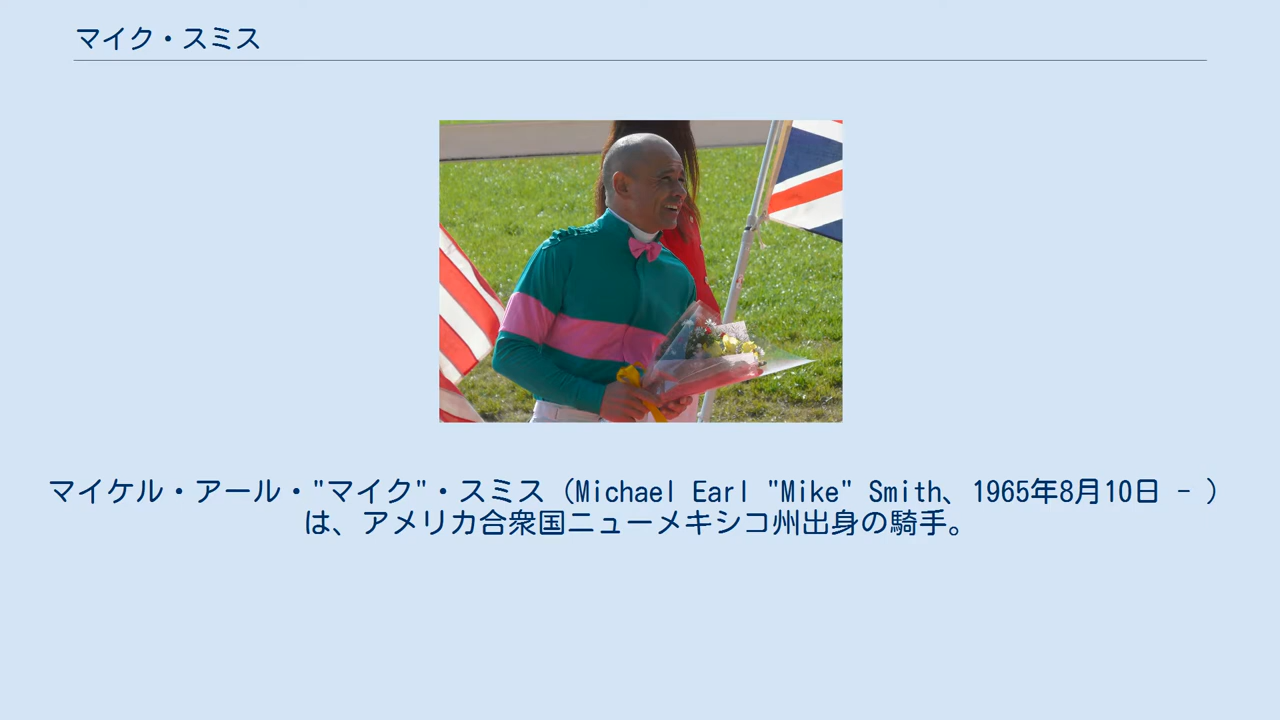 マイク・スミス
マイケル・アール・"マイク"・スミス（Michael Earl "Mike" Smith、1965年8月10日 - ）
は、アメリカ合衆国ニューメキシコ州出身の騎手。